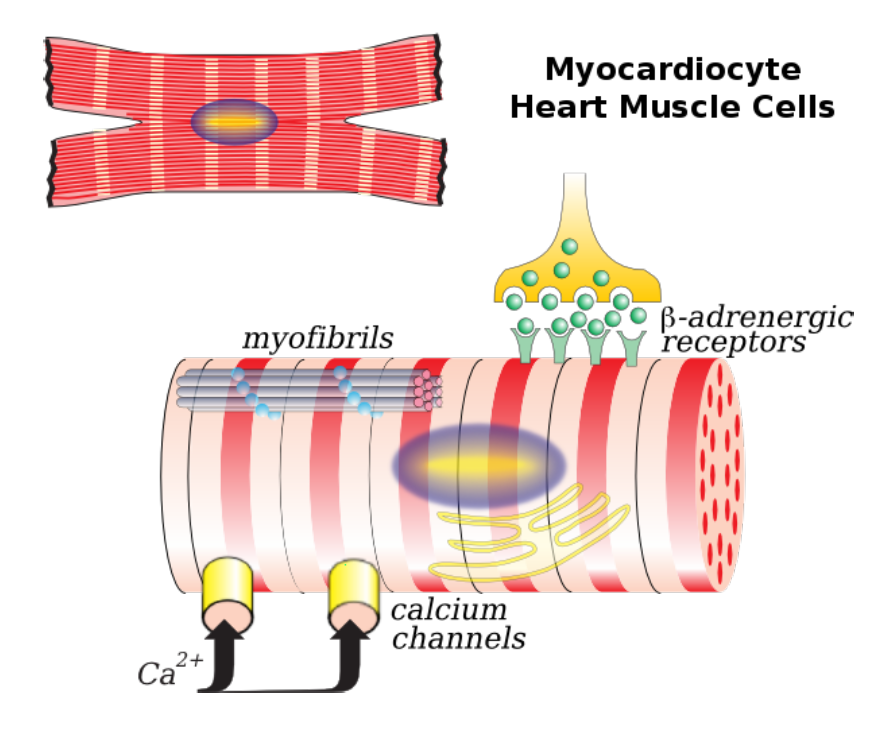 Myocardiocyte
Heart Muscle Cells
β-adrenergic
receptors
myofibrils
calcium
channels
Ca²⁺